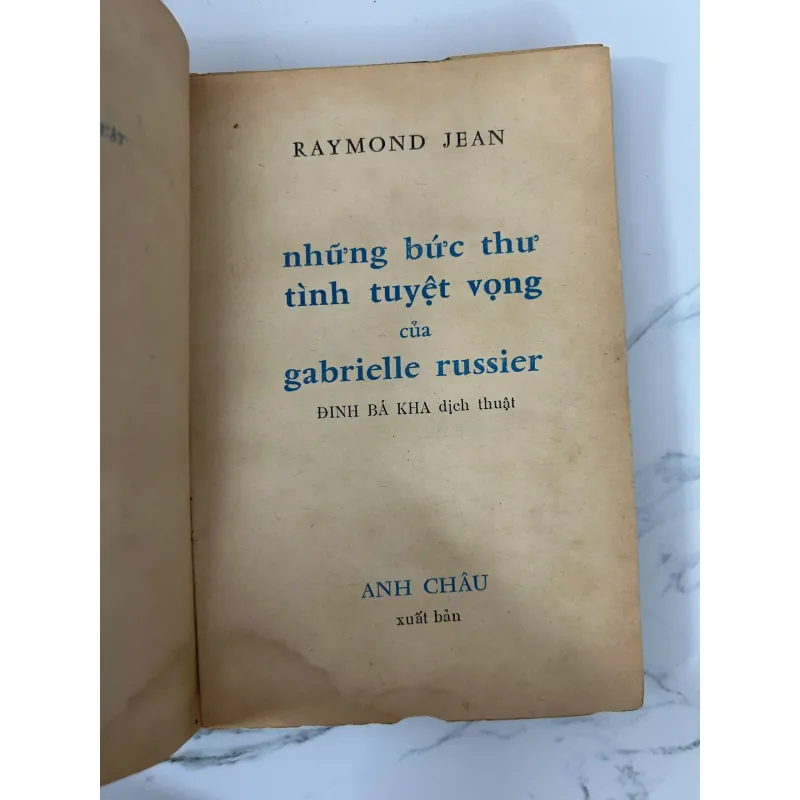 RAYMOND JEAN
những bức thư
tình tuyệt vọng
của
gabrielle russier
ĐINH BÁ KHA dịch thuật
ANH CHÂU
xuất bản